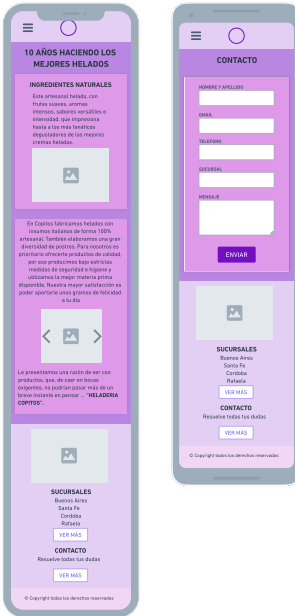 10 AÑOS HACIENDO LOS
MEJORES HELADOS
INGREDIENTES NATURALES
Este artesanal helado, con
frutas suaves, aromas
intensos, sabores versátiles e
intensidad, que impresiona
hasta a los más fanáticos
degustadores de las mejores
cremas heladas.
En Copitos fabricamos helados con
insumos italianos de forma 100%
artesanal. También elaboramos una gran
diversidad de postres. Para nosotros es
prioritario ofrecerte productos de calidad,
por eso producimos bajo estrictas
medidas de seguridad e higiene y
utilizamos la mejor materia prima
disponible. Nuestra mayor satisfacción es
poder aportarle unos gramos de felicidad
a tu día
Le presentamos una razón de ser con
productos, que, de caer en bocas
exigentes, no podrían pasar más de un
breve instante en pensar ... "HELADERIA
COPITOS".
SUCURSALES
Buenos Aires
Santa Fe
Cordoba
Rafaela
VER MÁS
CONTACTO
Resuelve todas tus dudas
VER MÁS
© Copyright todos los derechos reservados
CONTACTO
NOMBRE Y APELLIDO
GMAIL
TELEFONO
SUCURSAL
MENSAJE
ENVIAR
SUCURSALES
Buenos Aires
Santa Fe
Cordoba
Rafaela
VER MÁS
CONTACTO
Resuelve todas tus dudas
VER MÁS
© Copyright todos los derechos reservados